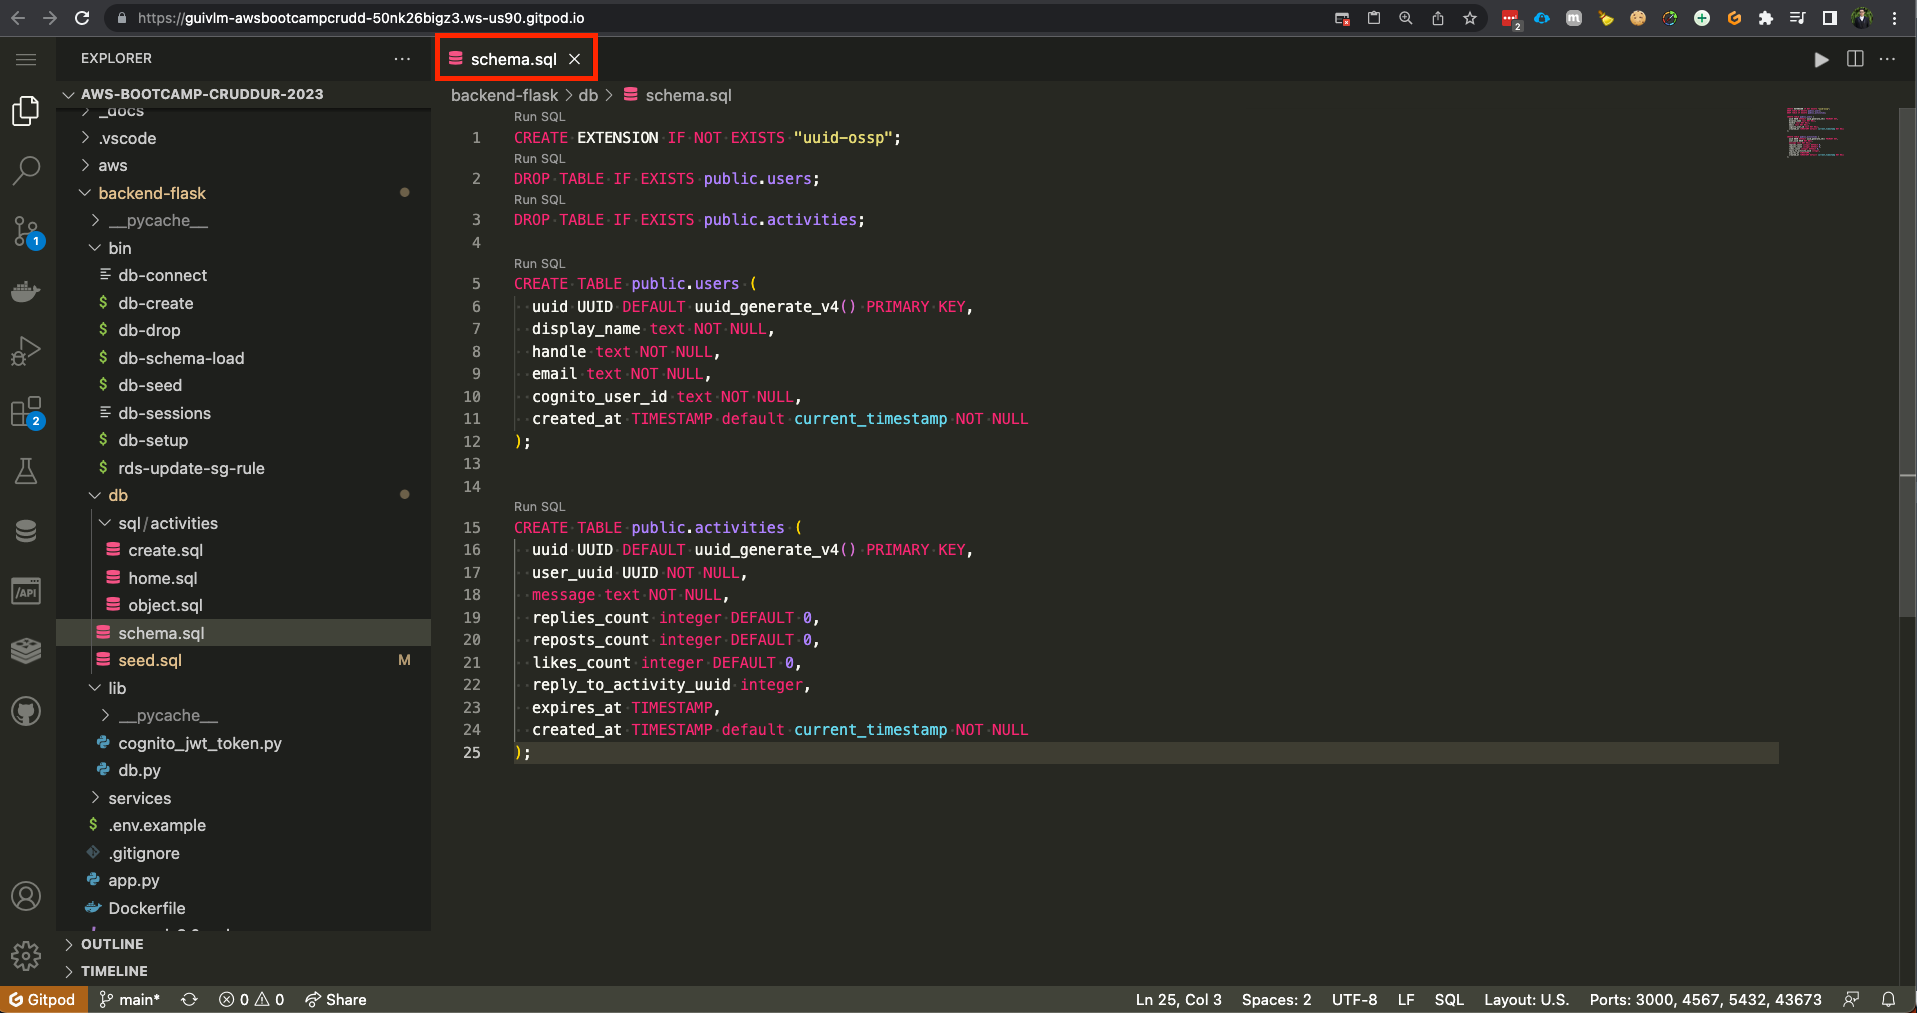 https://guivlm-awsbootcampcrudd-50nk26bigz3.ws-us90.gitpod.io
2
EXPLORER
schema.sql
AWS-BOOTCAMP-CRUDDUR-2023
_docs
.vscode
aws
backend-flask
__pycache__
bin
db-connect
$ db-create
$ db-drop
$ db-schema-load
$ db-seed
db-sessions
$ db-setup
$ rds-update-sg-rule
db
sql/activities
create.sql
home.sql
object.sql
schema.sql
seed.sql M
lib
__pycache__
cognito_jwt_token.py
db.py
services
$ .env.example
.gitignore
app.py
Dockerfile
OUTLINE
TIMELINE
1
2
/API
backend-flask > db > schema.sql
Run SQL
1 CREATE EXTENSION IF NOT EXISTS "uuid-ossp";
Run SQL
2 DROP TABLE IF EXISTS public.users;
Run SQL
3 DROP TABLE IF EXISTS public.activities;
4
Run SQL
5 CREATE TABLE public.users (
6 uuid UUID DEFAULT uuid_generate_v4() PRIMARY KEY,
7 display_name text NOT NULL,
8 handle text NOT NULL,
9 email text NOT NULL,
10 cognito_user_id text NOT NULL,
11 created_at TIMESTAMP default current_timestamp NOT NULL
12 );
13
14
Run SQL
15 CREATE TABLE public.activities (
16 uuid UUID DEFAULT uuid_generate_v4() PRIMARY KEY,
17 user_uuid UUID NOT NULL,
18 message text NOT NULL,
19 replies_count integer DEFAULT 0,
20 reposts_count integer DEFAULT 0,
21 likes_count integer DEFAULT 0,
22 reply_to_activity_uuid integer,
23 expires_at TIMESTAMP,
24 created_at TIMESTAMP default current_timestamp NOT NULL
25 );
Gitpod main* 0 0 Share Ln 25, Col 3 Spaces: 2 UTF-8 LF SQL Layout: U.S. Ports: 3000, 4567, 5432, 43673